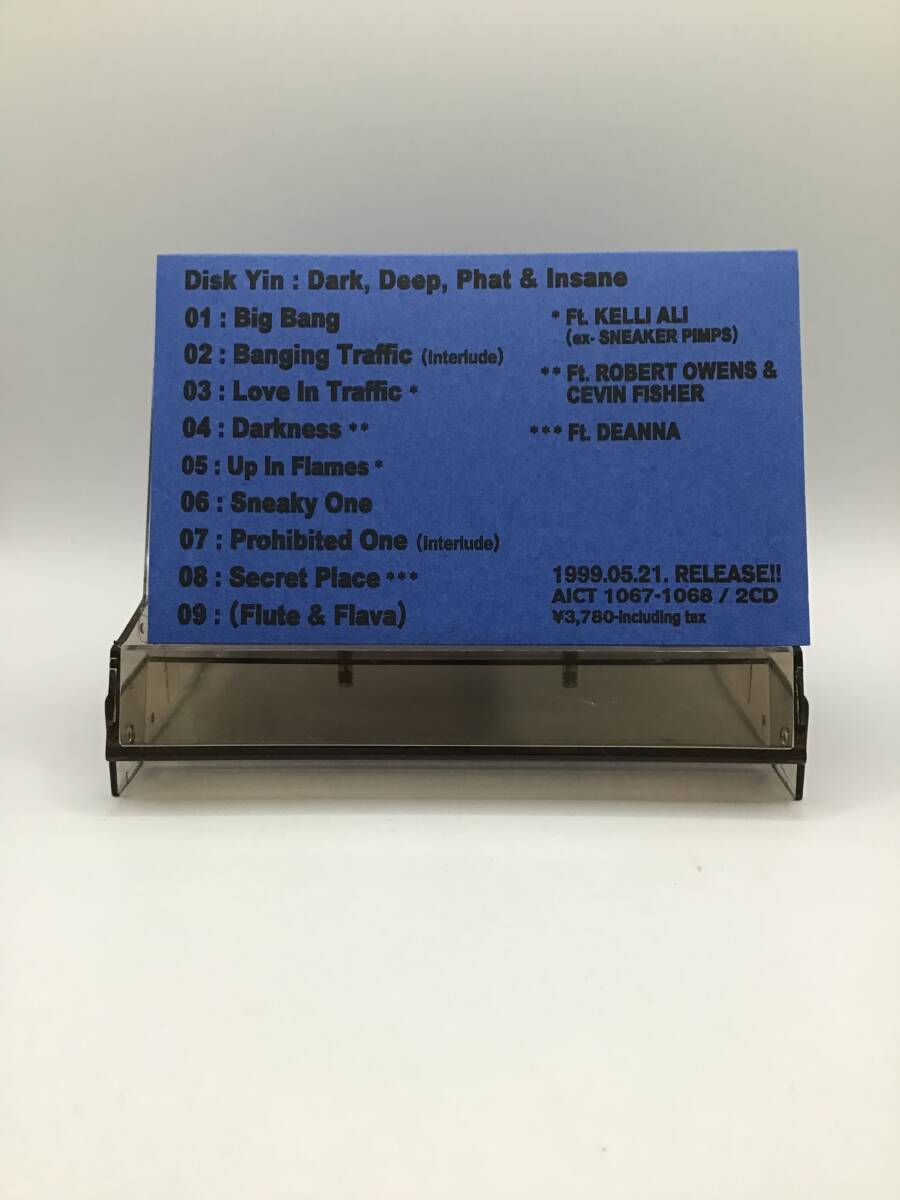 Disk Yin : Dark, Deep, Phat & Insane
01 : Big Bang
02 : Banging Traffic (Interlude)
03 : Love In Traffic *
04 : Darkness **
05 : Up In Flames *
06 : Sneaky One
07 : Prohibited One (Interlude)
08 : Secret Place ***
09 : (Flute & Flava)
* Ft. KELLI ALI
(ex- SNEAKER PIMPS)
** Ft. ROBERT OWENS &
CEVIN FISHER
*** Ft. DEANNA
1999.05.21. RELEASE!!
AICT 1067-1068 / 2CD
¥3,780-including tax